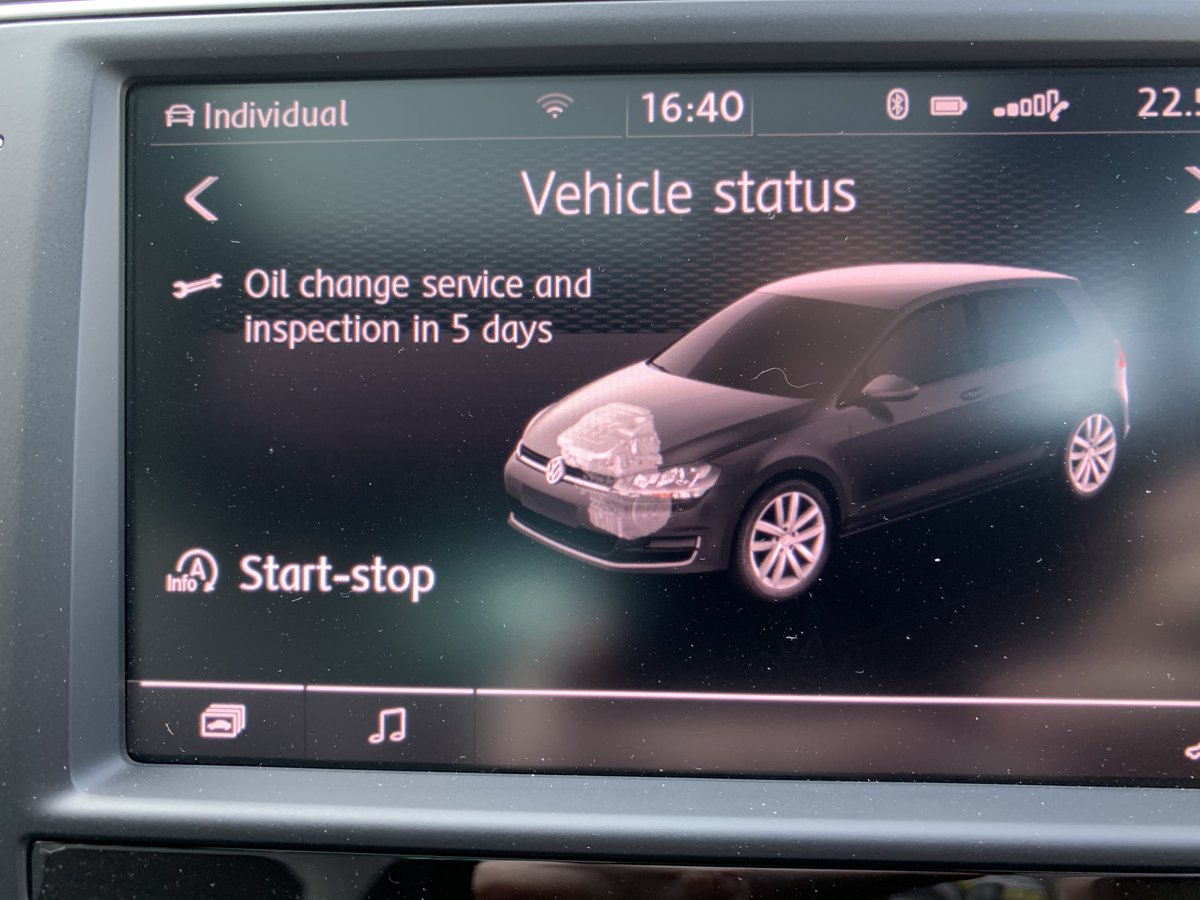 Individual
16:40
22.5
Vehicle status
Oil change service and
inspection in 5 days
Info A
Start-stop